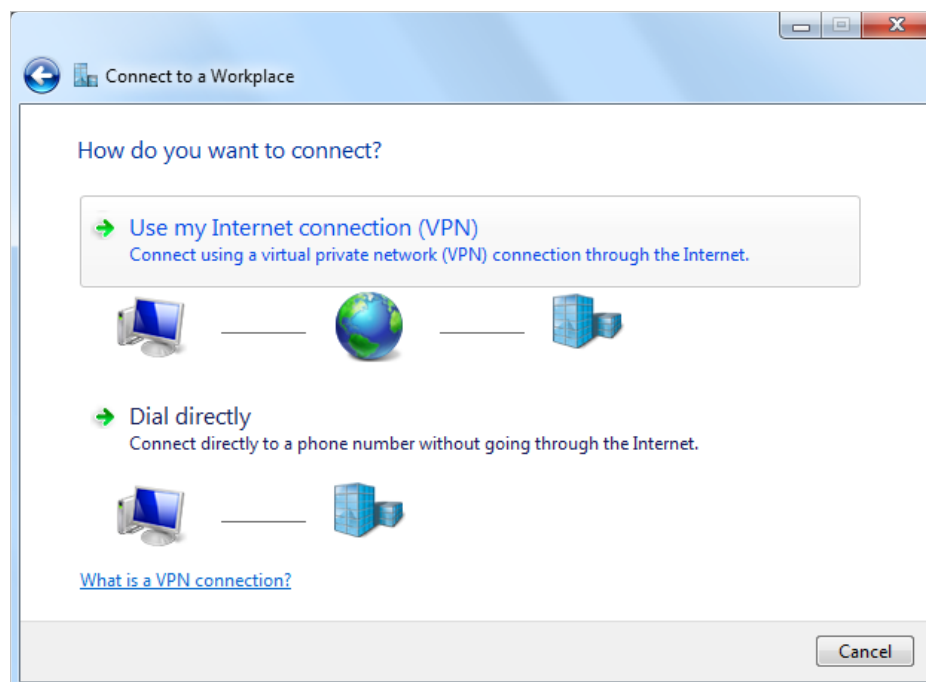 Connect to a Workplace
How do you want to connect?
Use my Internet connection (VPN)
Connect using a virtual private network (VPN) connection through the Internet.
Dial directly
Connect directly to a phone number without going through the Internet.
What is a VPN connection?
Cancel